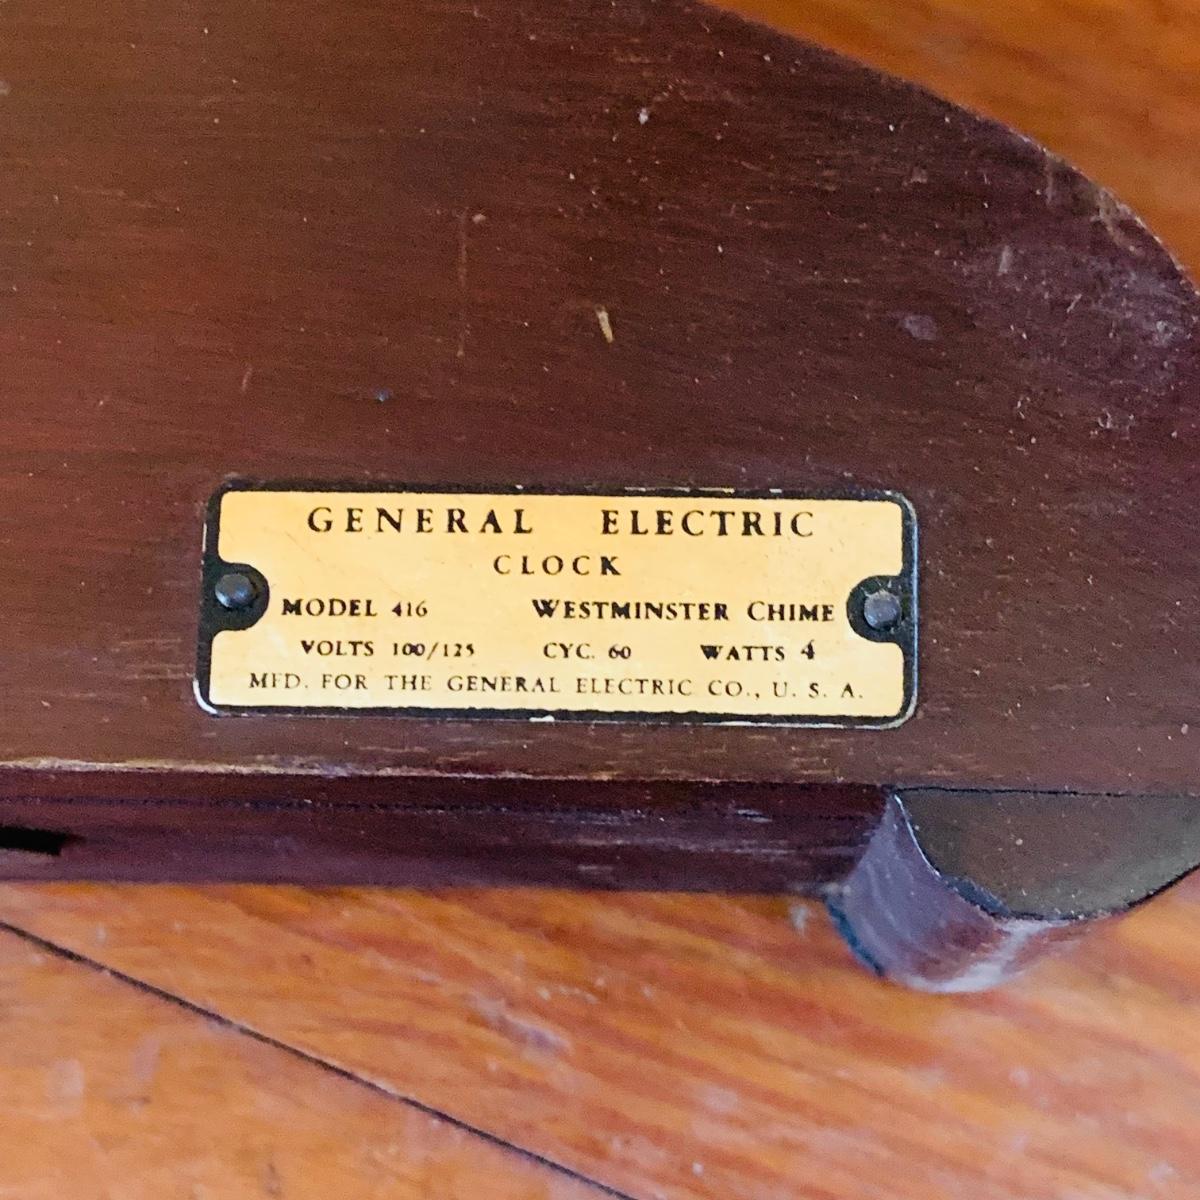 GENERAL ELECTRIC
CLOCK
MODEL 416 WESTMINSTER CHIME
VOLTS 100/125 CYC. 60 WATTS 4
MFD. FOR THE GENERAL ELECTRIC CO., U. S. A.